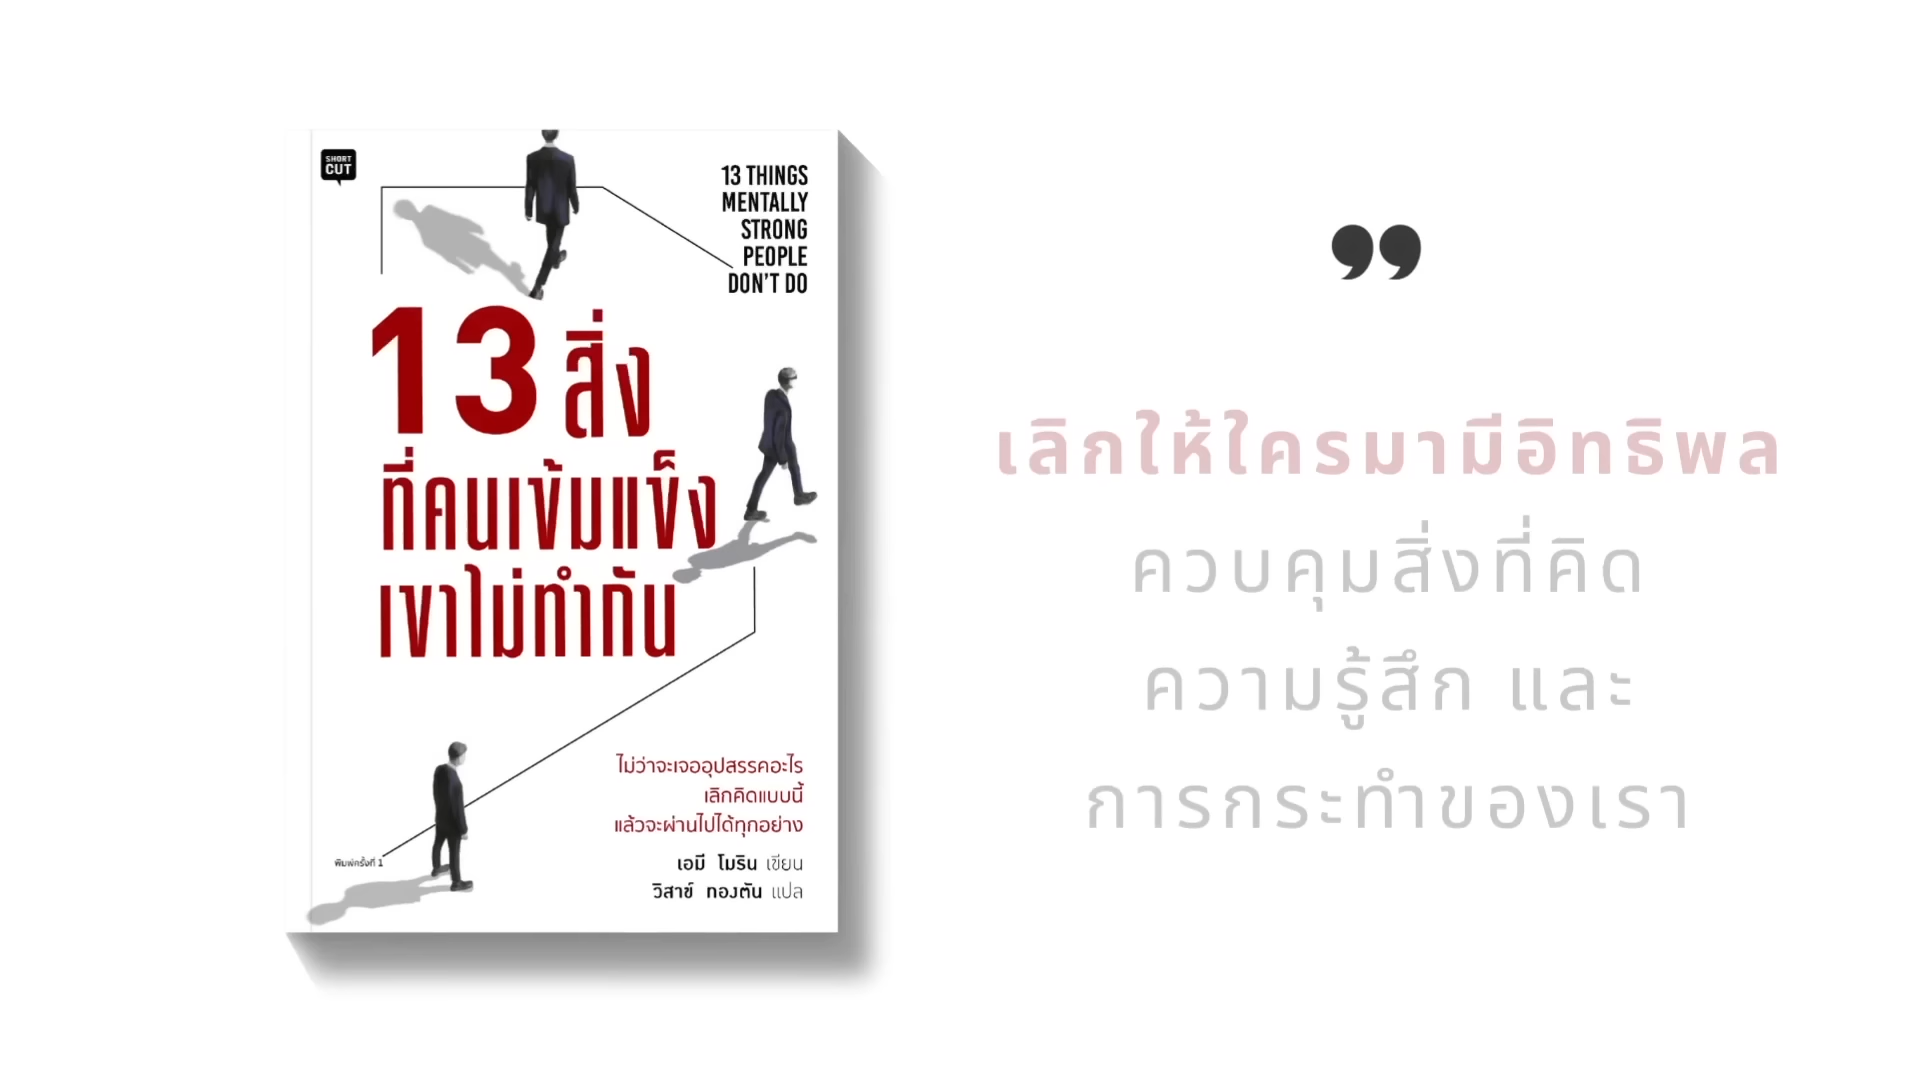 SHORT
CUT
13 THINGS
MENTALLY
STRONG
PEOPLE
DON'T DO
13 สิ่ง
ที่คนเข้มแข็ง
เขาไม่ทำกัน
ไม่ว่าจะเจออุปสรรคอะไร
เลิกคิดแบบนี้
แล้วจะผ่านไปได้ทุกอย่าง
พิมพ์ครั้งที่ 1
เอมี โมริน เขียน
วิสาข์ ทองตัน แปล
”
เลิกให้ใครมามีอิทธิพล
ควบคุมสิ่งที่คิด
ความรู้สึก และ
การกระทำของเรา